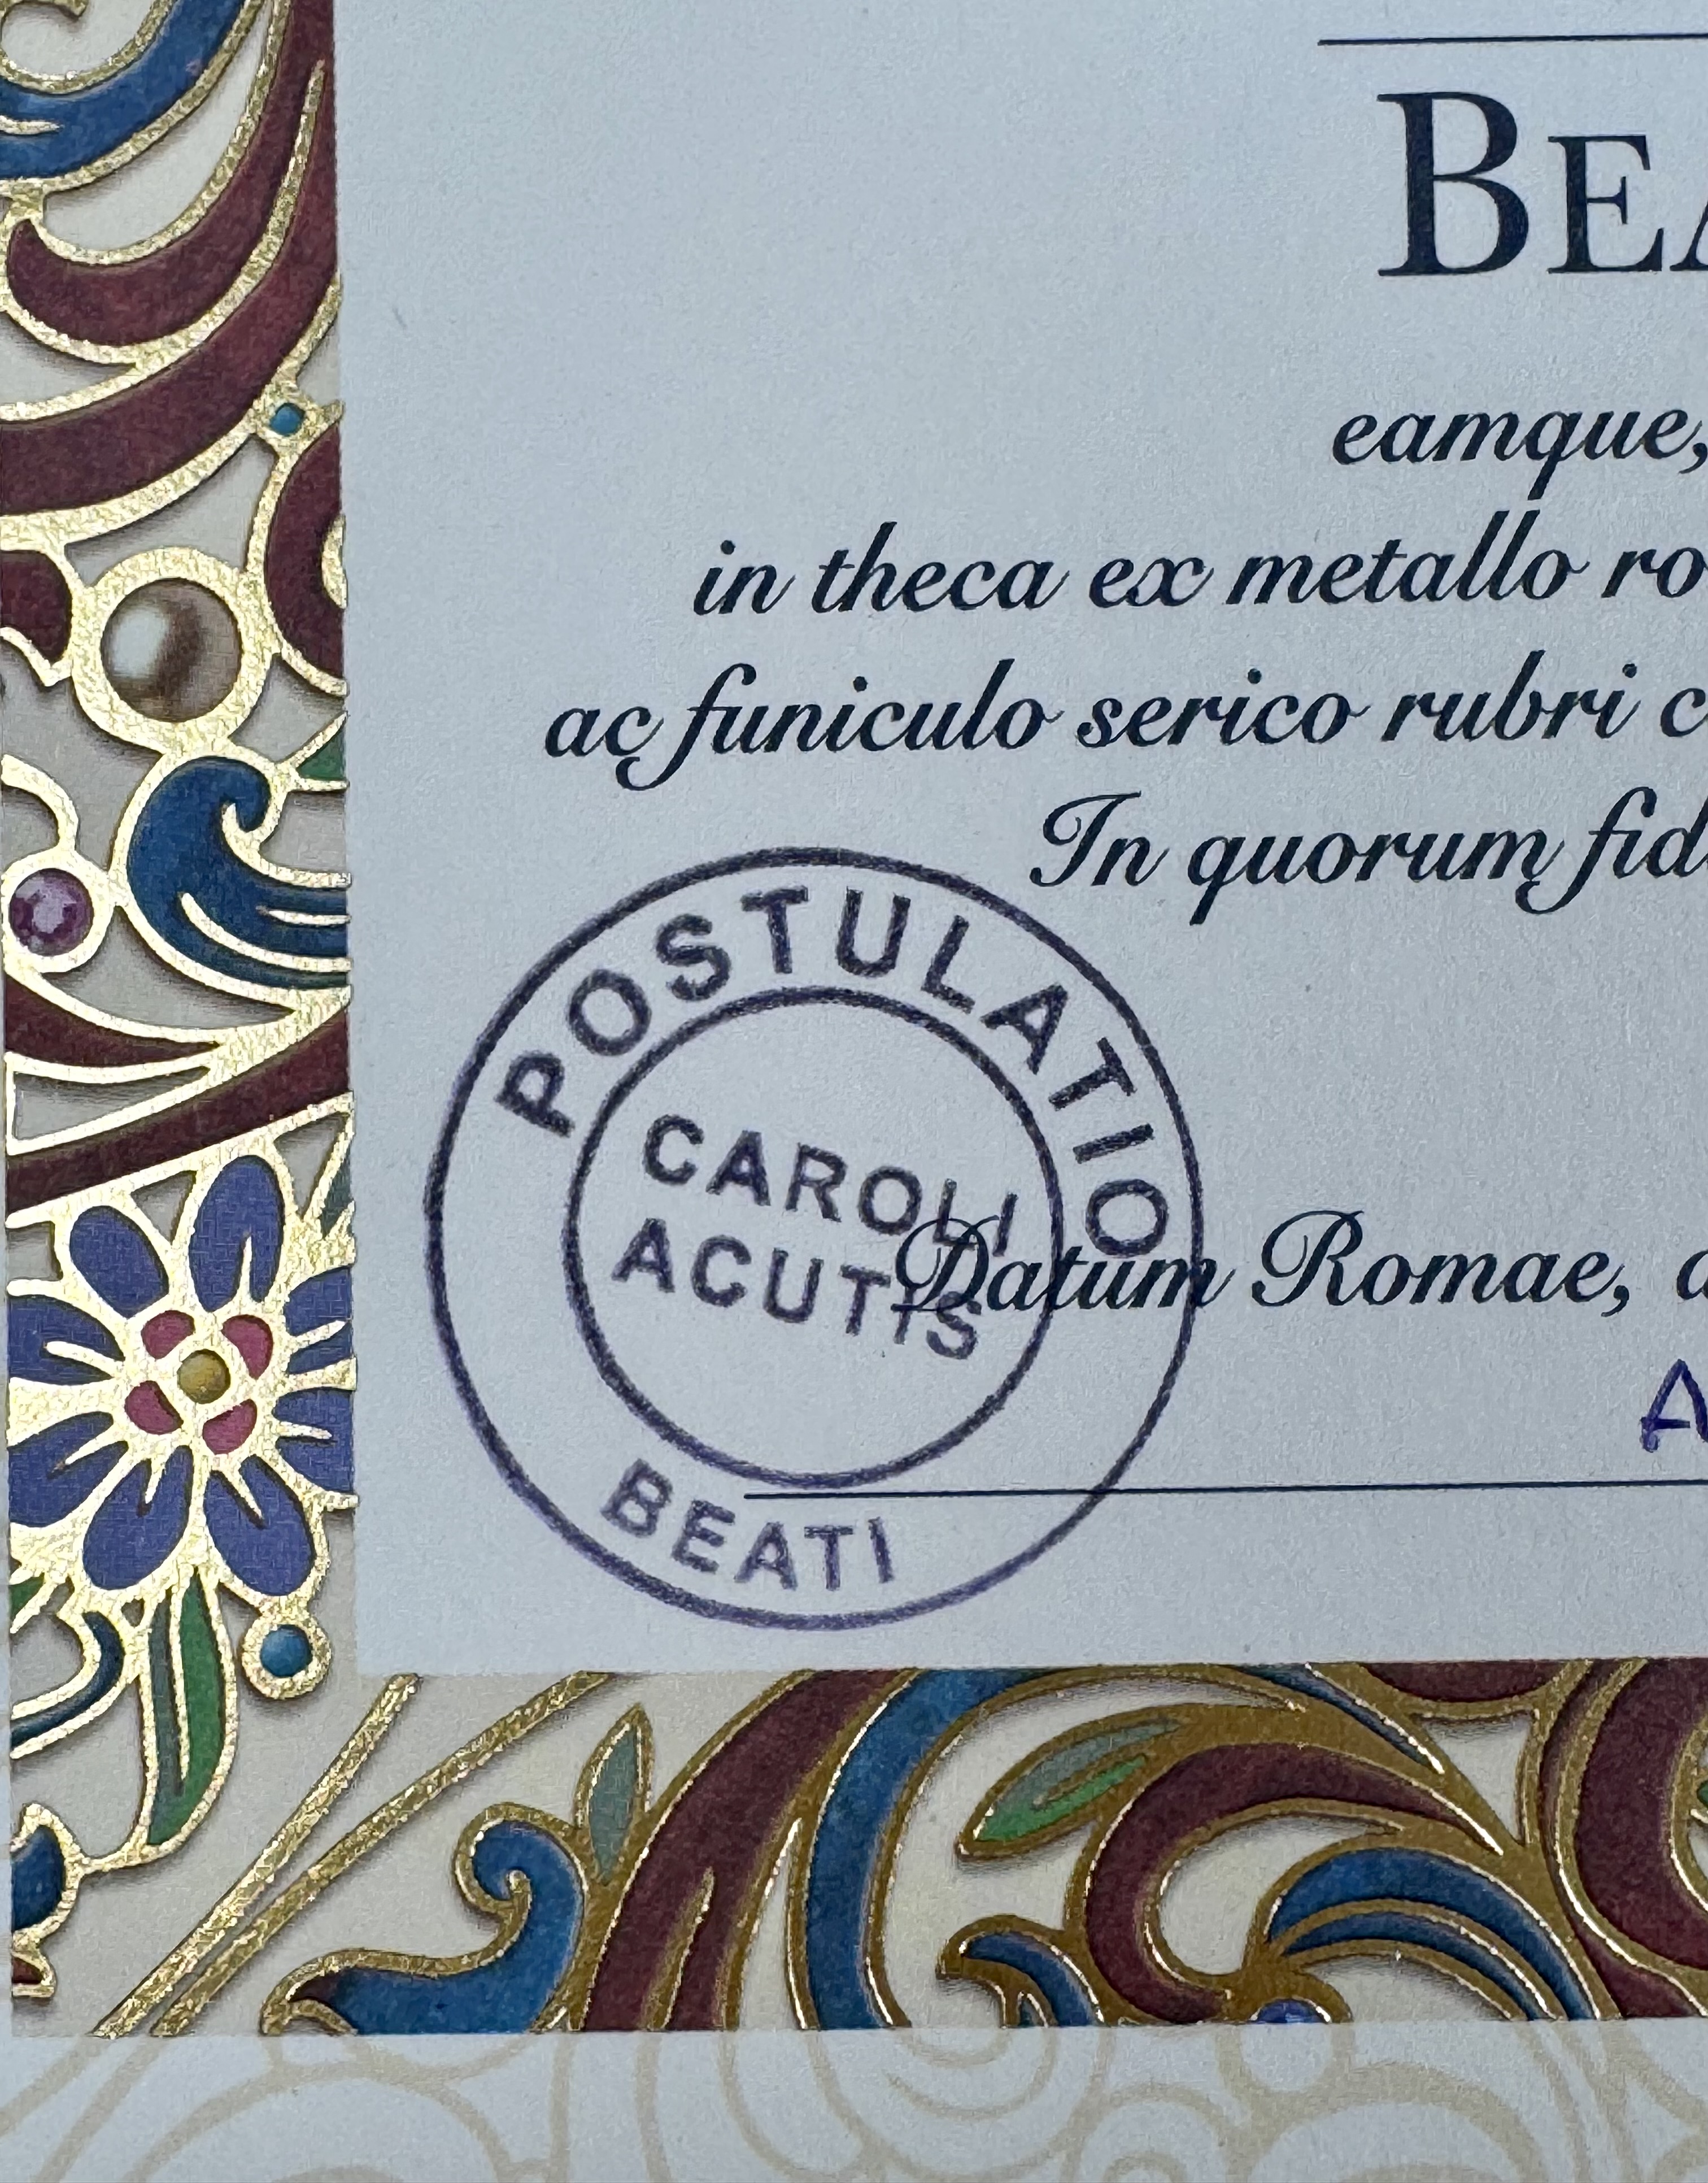 BEA
eamque,
in theca ex metallo ro
ac funiculo serico rubri c
In quorum fid
POSTULATIO
CAROLI
ACUTIS
BEATI
Datum Romae,
A